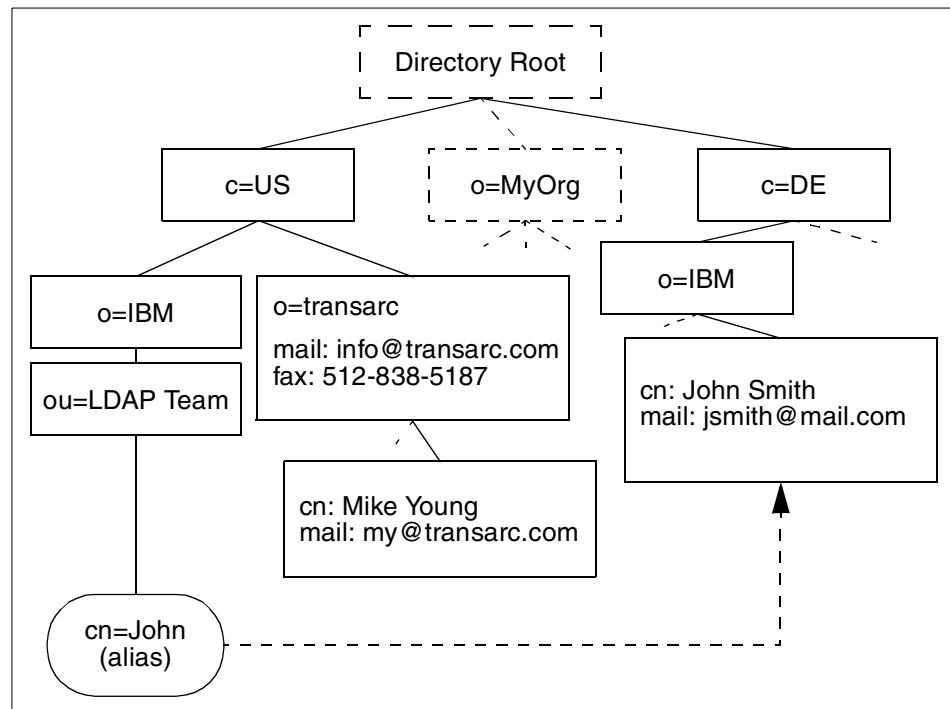 Directory Root
c=US
o=MyOrg
c=DE
o=IBM
o=transarc
mail: info@transarc.com
fax: 512-838-5187
o=IBM
ou=LDAP Team
cn: John Smith
mail: jsmith@mail.com
cn: Mike Young
mail: my@transarc.com
cn=John
(alias)